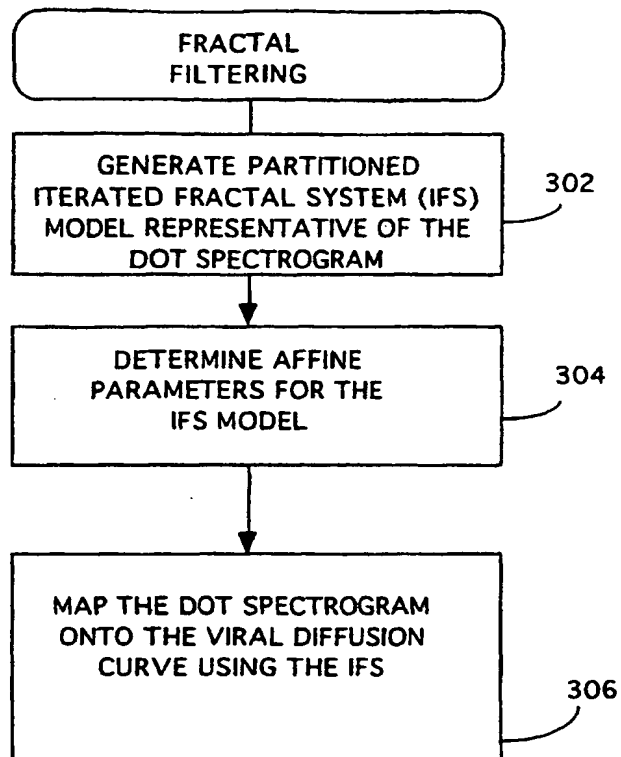 FRACTAL
FILTERING
GENERATE PARTITIONED
ITERATED FRACTAL SYSTEM (IFS)
MODEL REPRESENTATIVE OF THE
DOT SPECTROGRAM
302
DETERMINE AFFINE
PARAMETERS FOR THE
IFS MODEL
304
MAP THE DOT SPECTROGRAM
ONTO THE VIRAL DIFFUSION
CURVE USING THE IFS
306